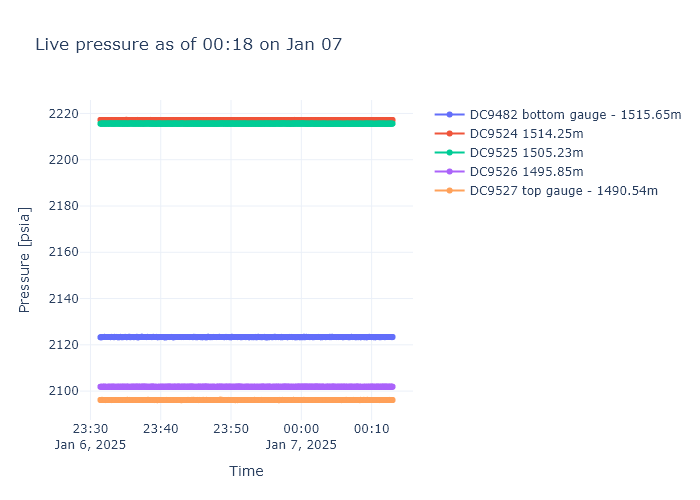 Live pressure as of 00:18 on Jan 07
DC9482 bottom gauge - 1515.65m
DC9524 1514.25m
DC9525 1505.23m
DC9526 1495.85m
DC9527 top gauge - 1490.54m
Pressure [psia]
2220
2200
2180
2160
2140
2120
2100
23:30 23:40 23:50 00:00 00:10
Jan 6, 2025 Jan 7, 2025
Time